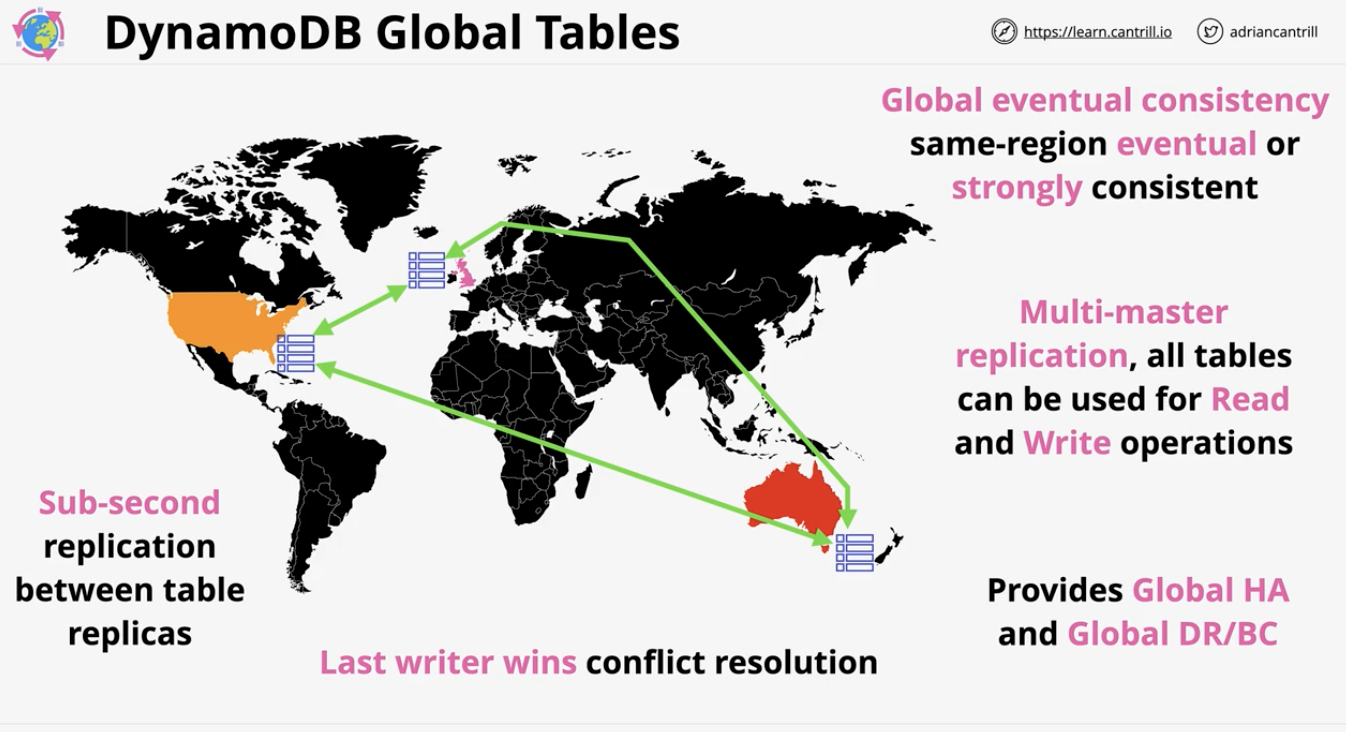 DynamoDB Global Tables
https://learn.cantrill.io
adriancantrill
Global eventual consistency
same-region eventual or
strongly consistent
Multi-master
replication, all tables
can be used for Read
and Write operations
Sub-second
replication
between table
replicas
Provides Global HA
and Global DR/BC
Last writer wins conflict resolution